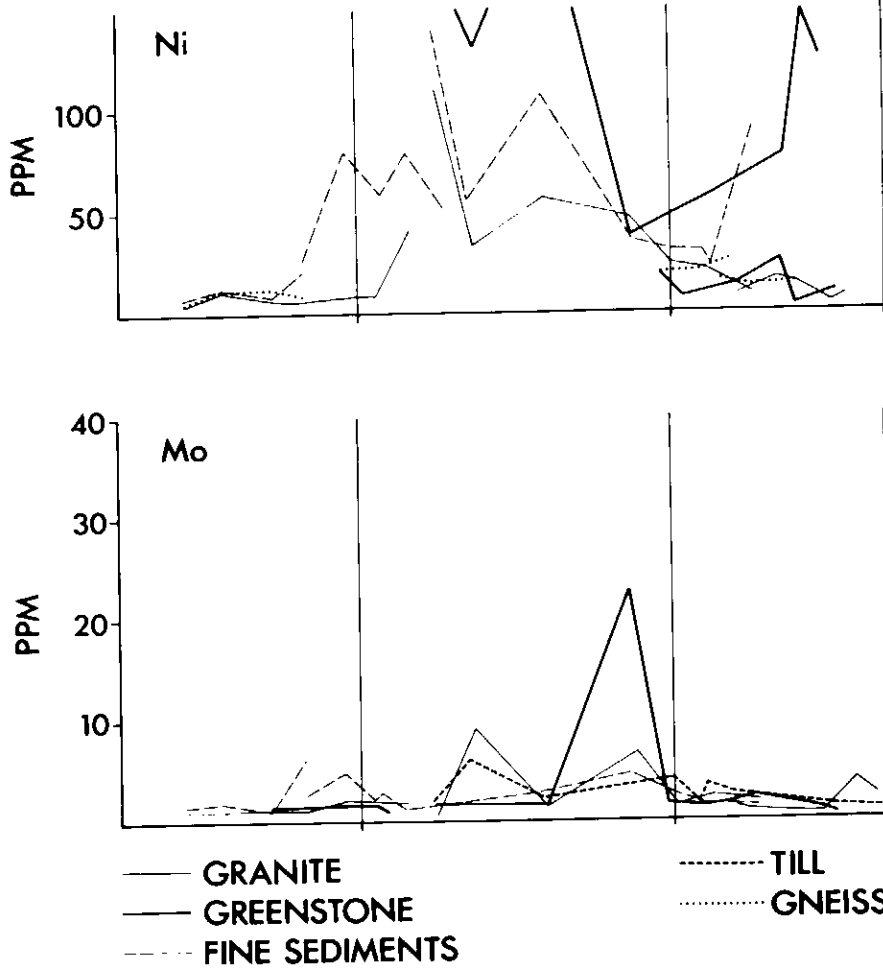 Ni
100
50
PPM
40
Mo
30
20
10
PPM
GRANITE
GREENSTONE
FINE SEDIMENTS
TILL
GNEISS